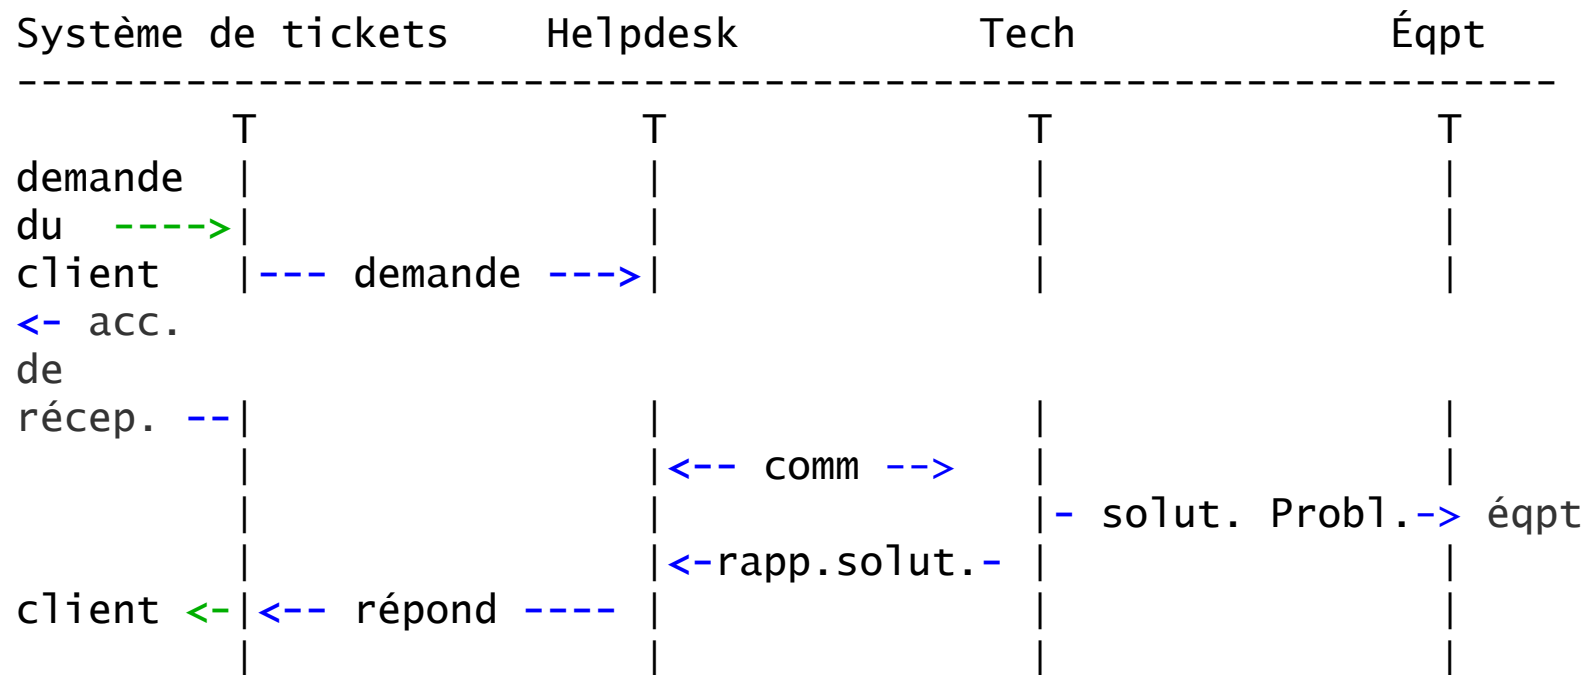 Système de tickets    Helpdesk          Tech             Éqpt
----------------------------------------------------------------
         T                T               T                T
demande  |                |               |                |
du  ---->|                |               |                |
client   |--- demande --->|               |                |
<- acc.
de
récep. --|                |               |                |
         |                |<-- comm -->   |                |
         |                |               |- solut. Probl.-> éqpt
         |                |<-rapp.solut.- |                |
client <-|<-- répond ---- |               |                |
         |                |               |                |